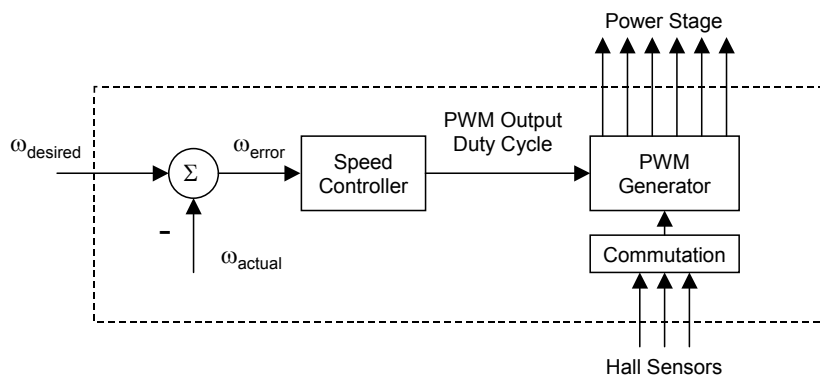 Power Stage
PWM Output
Duty Cycle
ωdesired
ωerror
Σ
Speed
Controller
PWM
Generator
-
ωactual
Commutation
Hall Sensors